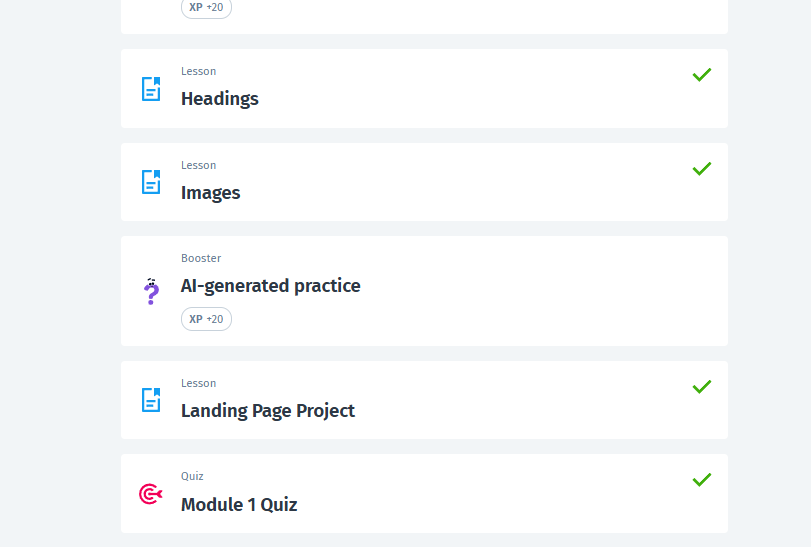 XP +20
Lesson
Headings
Lesson
Images
Booster
AI-generated practice
XP +20
Lesson
Landing Page Project
Quiz
Module 1 Quiz